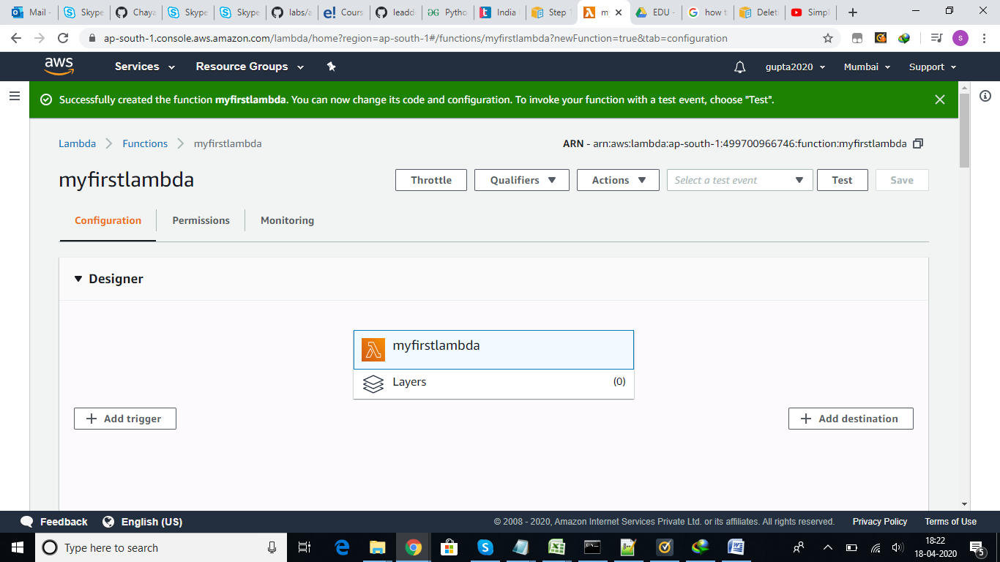 Mail -
Skype
Chaya
Skype
Skype
labs/a
Cours
leadd
Pytho
India
Step 1
my
EDU -
how t
Delet
Simpl
ap-south-1.console.aws.amazon.com/lambda/home?region=ap-south-1#/functions/myfirstlambda?newFunction=true&tab=configuration
s
aws
Services
Resource Groups
gupta2020
Mumbai
Support
Successfully created the function myfirstlambda. You can now change its code and configuration. To invoke your function with a test event, choose "Test".
Lambda
Functions
myfirstlambda
ARN - arn:aws:lambda:ap-south-1:499700966746:function:myfirstlambda
myfirstlambda
Throttle
Qualifiers
Actions
Select a test event
Test
Save
Configuration
Permissions
Monitoring
Designer
myfirstlambda
Layers
(0)
+ Add trigger
+ Add destination
Feedback
English (US)
© 2008 - 2020, Amazon Internet Services Private Ltd. or its affiliates. All rights reserved.
Privacy Policy
Terms of Use
Type here to search
18:22
18-04-2020
5